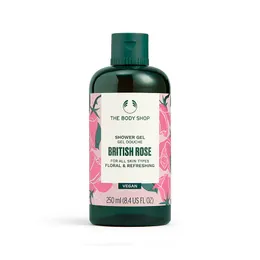 THE BODY SHOP
SHOWER GEL
GEL DOUCHE
BRITISH ROSE
FOR ALL SKIN TYPES
FLORAL & REFRESHING
VEGAN
250 ml (8.4 US FL OZ)